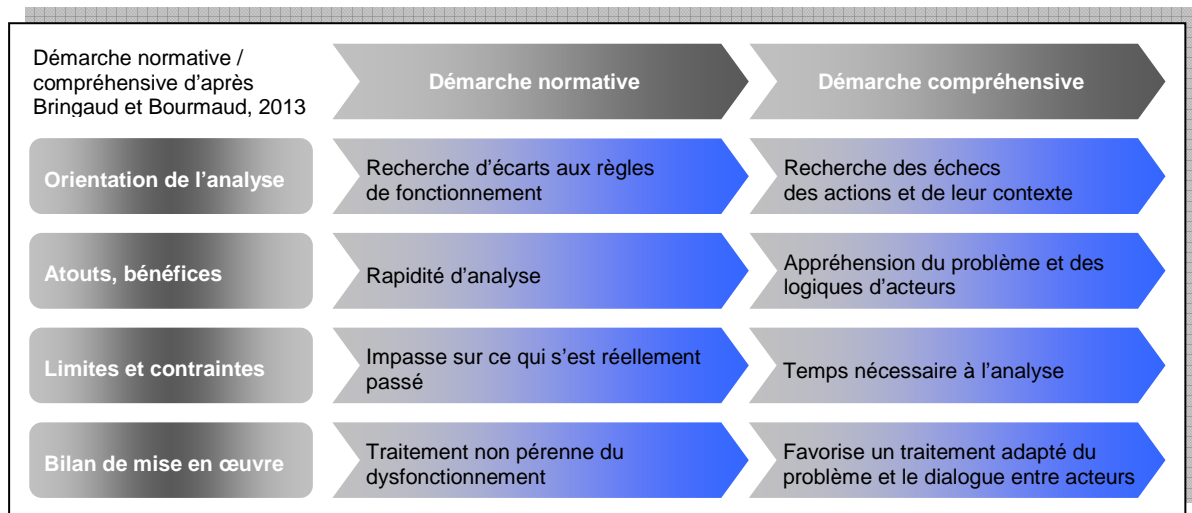 Démarche normative /
compréhensive d'après
Bringaud et Bourmaud, 2013
Démarche normative
Démarche compréhensive
Orientation de l'analyse
Recherche d'écarts aux règles
de fonctionnement
Recherche des échecs
des actions et de leur contexte
Atouts, bénéfices
Rapidité d'analyse
Appréhension du problème et des
logiques d'acteurs
Limites et contraintes
Impasse sur ce qui s'est réellement
passé
Temps nécessaire à l'analyse
Bilan de mise en œuvre
Traitement non pérenne du
dysfonctionnement
Favorise un traitement adapté du
problème et le dialogue entre acteurs